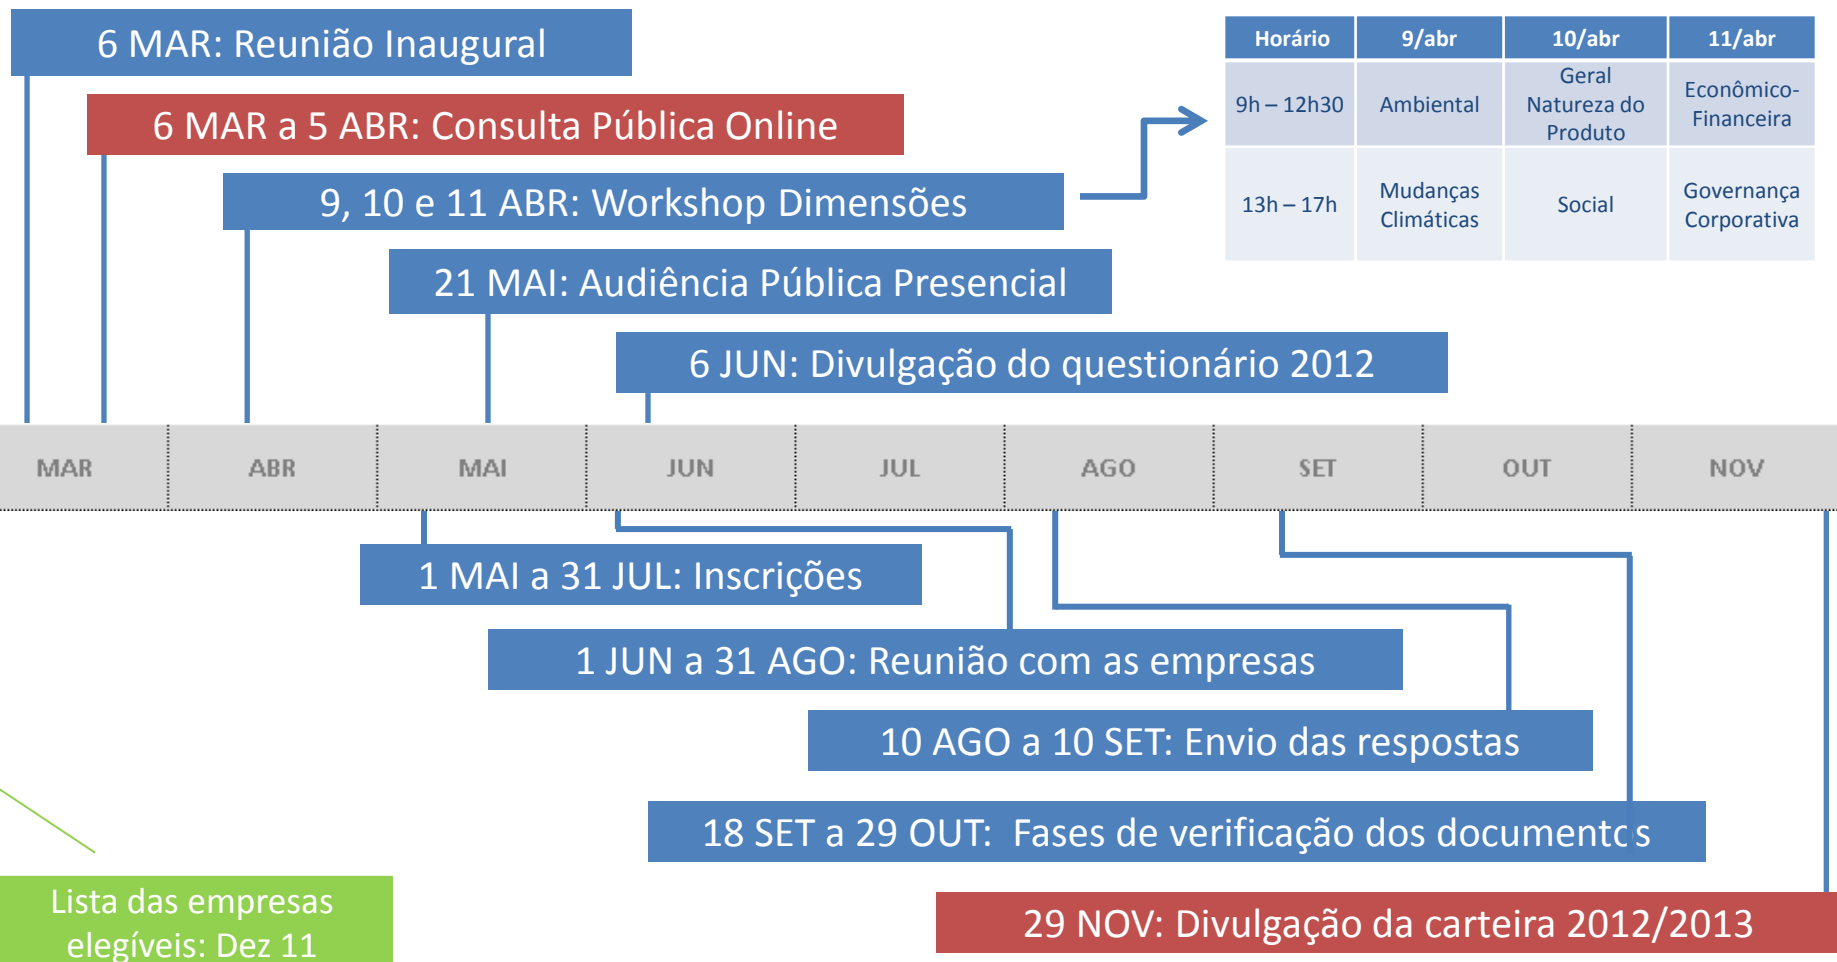 6 MAR: Reunião Inaugural
6 MAR a 5 ABR: Consulta Pública Online
9, 10 e 11 ABR: Workshop Dimensões
21 MAI: Audiência Pública Presencial
6 JUN: Divulgação do questionário 2012
Horário 9/abr 10/abr 11/abr
9h – 12h30 Ambiental Geral Natureza do Produto Econômico-Financeira
13h – 17h Mudanças Climáticas Social Governança Corporativa
MAR ABR MAI JUN JUL AGO SET OUT NOV
1 MAI a 31 JUL: Inscrições
1 JUN a 31 AGO: Reunião com as empresas
10 AGO a 10 SET: Envio das respostas
18 SET a 29 OUT: Fases de verificação dos documentos
29 NOV: Divulgação da carteira 2012/2013
Lista das empresas
elegíveis: Dez 11